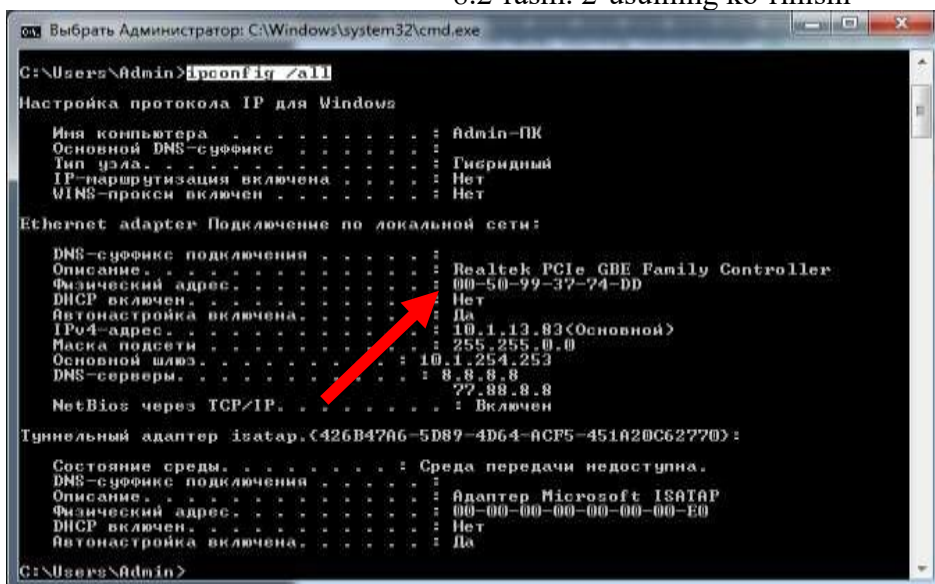 8.2-rasm. 2-usulning ko‘rinishi
Выбрать Администратор: C:\Windows\system32\cmd.exe
C:\Users\Admin>ipconfig /all
Настройка протокола IP для Windows
Имя компьютера . . . . . . . . . : Admin-ПК
Основной DNS-суффикс . . . . . . :
Тип узла. . . . . . . . . . . . . : Гибридный
IP-маршрутизация включена . . . . : Нет
WINS-прокси включен . . . . . . . : Нет
Ethernet adapter Подключение по локальной сети:
DNS-суффикс подключения . . . . . :
Описание. . . . . . . . . . . . . : Realtek PCIe GBE Family Controller
Физический адрес. . . . . . . . . : 00-50-99-37-74-DD
DHCP включен. . . . . . . . . . . : Нет
Автонастройка включена. . . . . . : Да
IPv4-адрес. . . . . . . . . . . . : 10.1.13.83(Основной)
Маска подсети . . . . . . . . . . : 255.255.0.0
Основной шлюз. . . . . . . . . : 10.1.254.253
DNS-серверы. . . . . . . . . . . : 8.8.8.8
77.88.8.8
NetBios через TCP/IP. . . . . . . . : Включен
Туннельный адаптер isatap.{426B47A6-5D89-4D64-ACF5-451A20C62770}:
Состояние среды. . . . . . . . : Среда передачи недоступна.
DNS-суффикс подключения . . . . . :
Описание. . . . . . . . . . . . . : Адаптер Microsoft ISATAP
Физический адрес. . . . . . . . . : 00-00-00-00-00-00-00-E0
DHCP включен. . . . . . . . . . . : Нет
Автонастройка включена. . . . . . : Да
C:\Users\Admin>